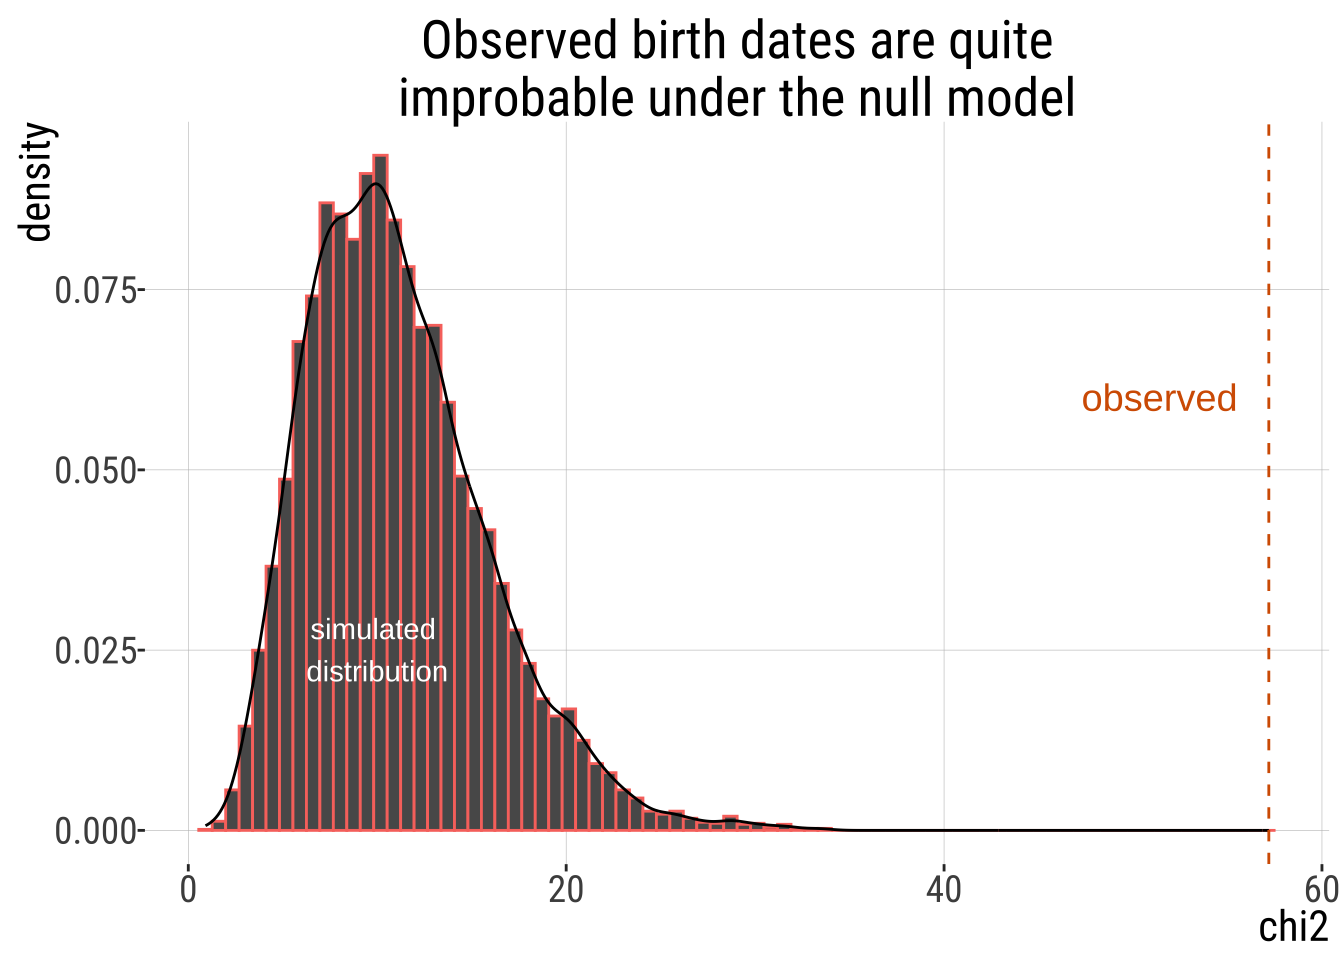 Observed birth dates are quite
improbable under the null model
density
0.075
0.050
0.025
0.000
observed
simulated
distribution
0
20
40
60
chi2